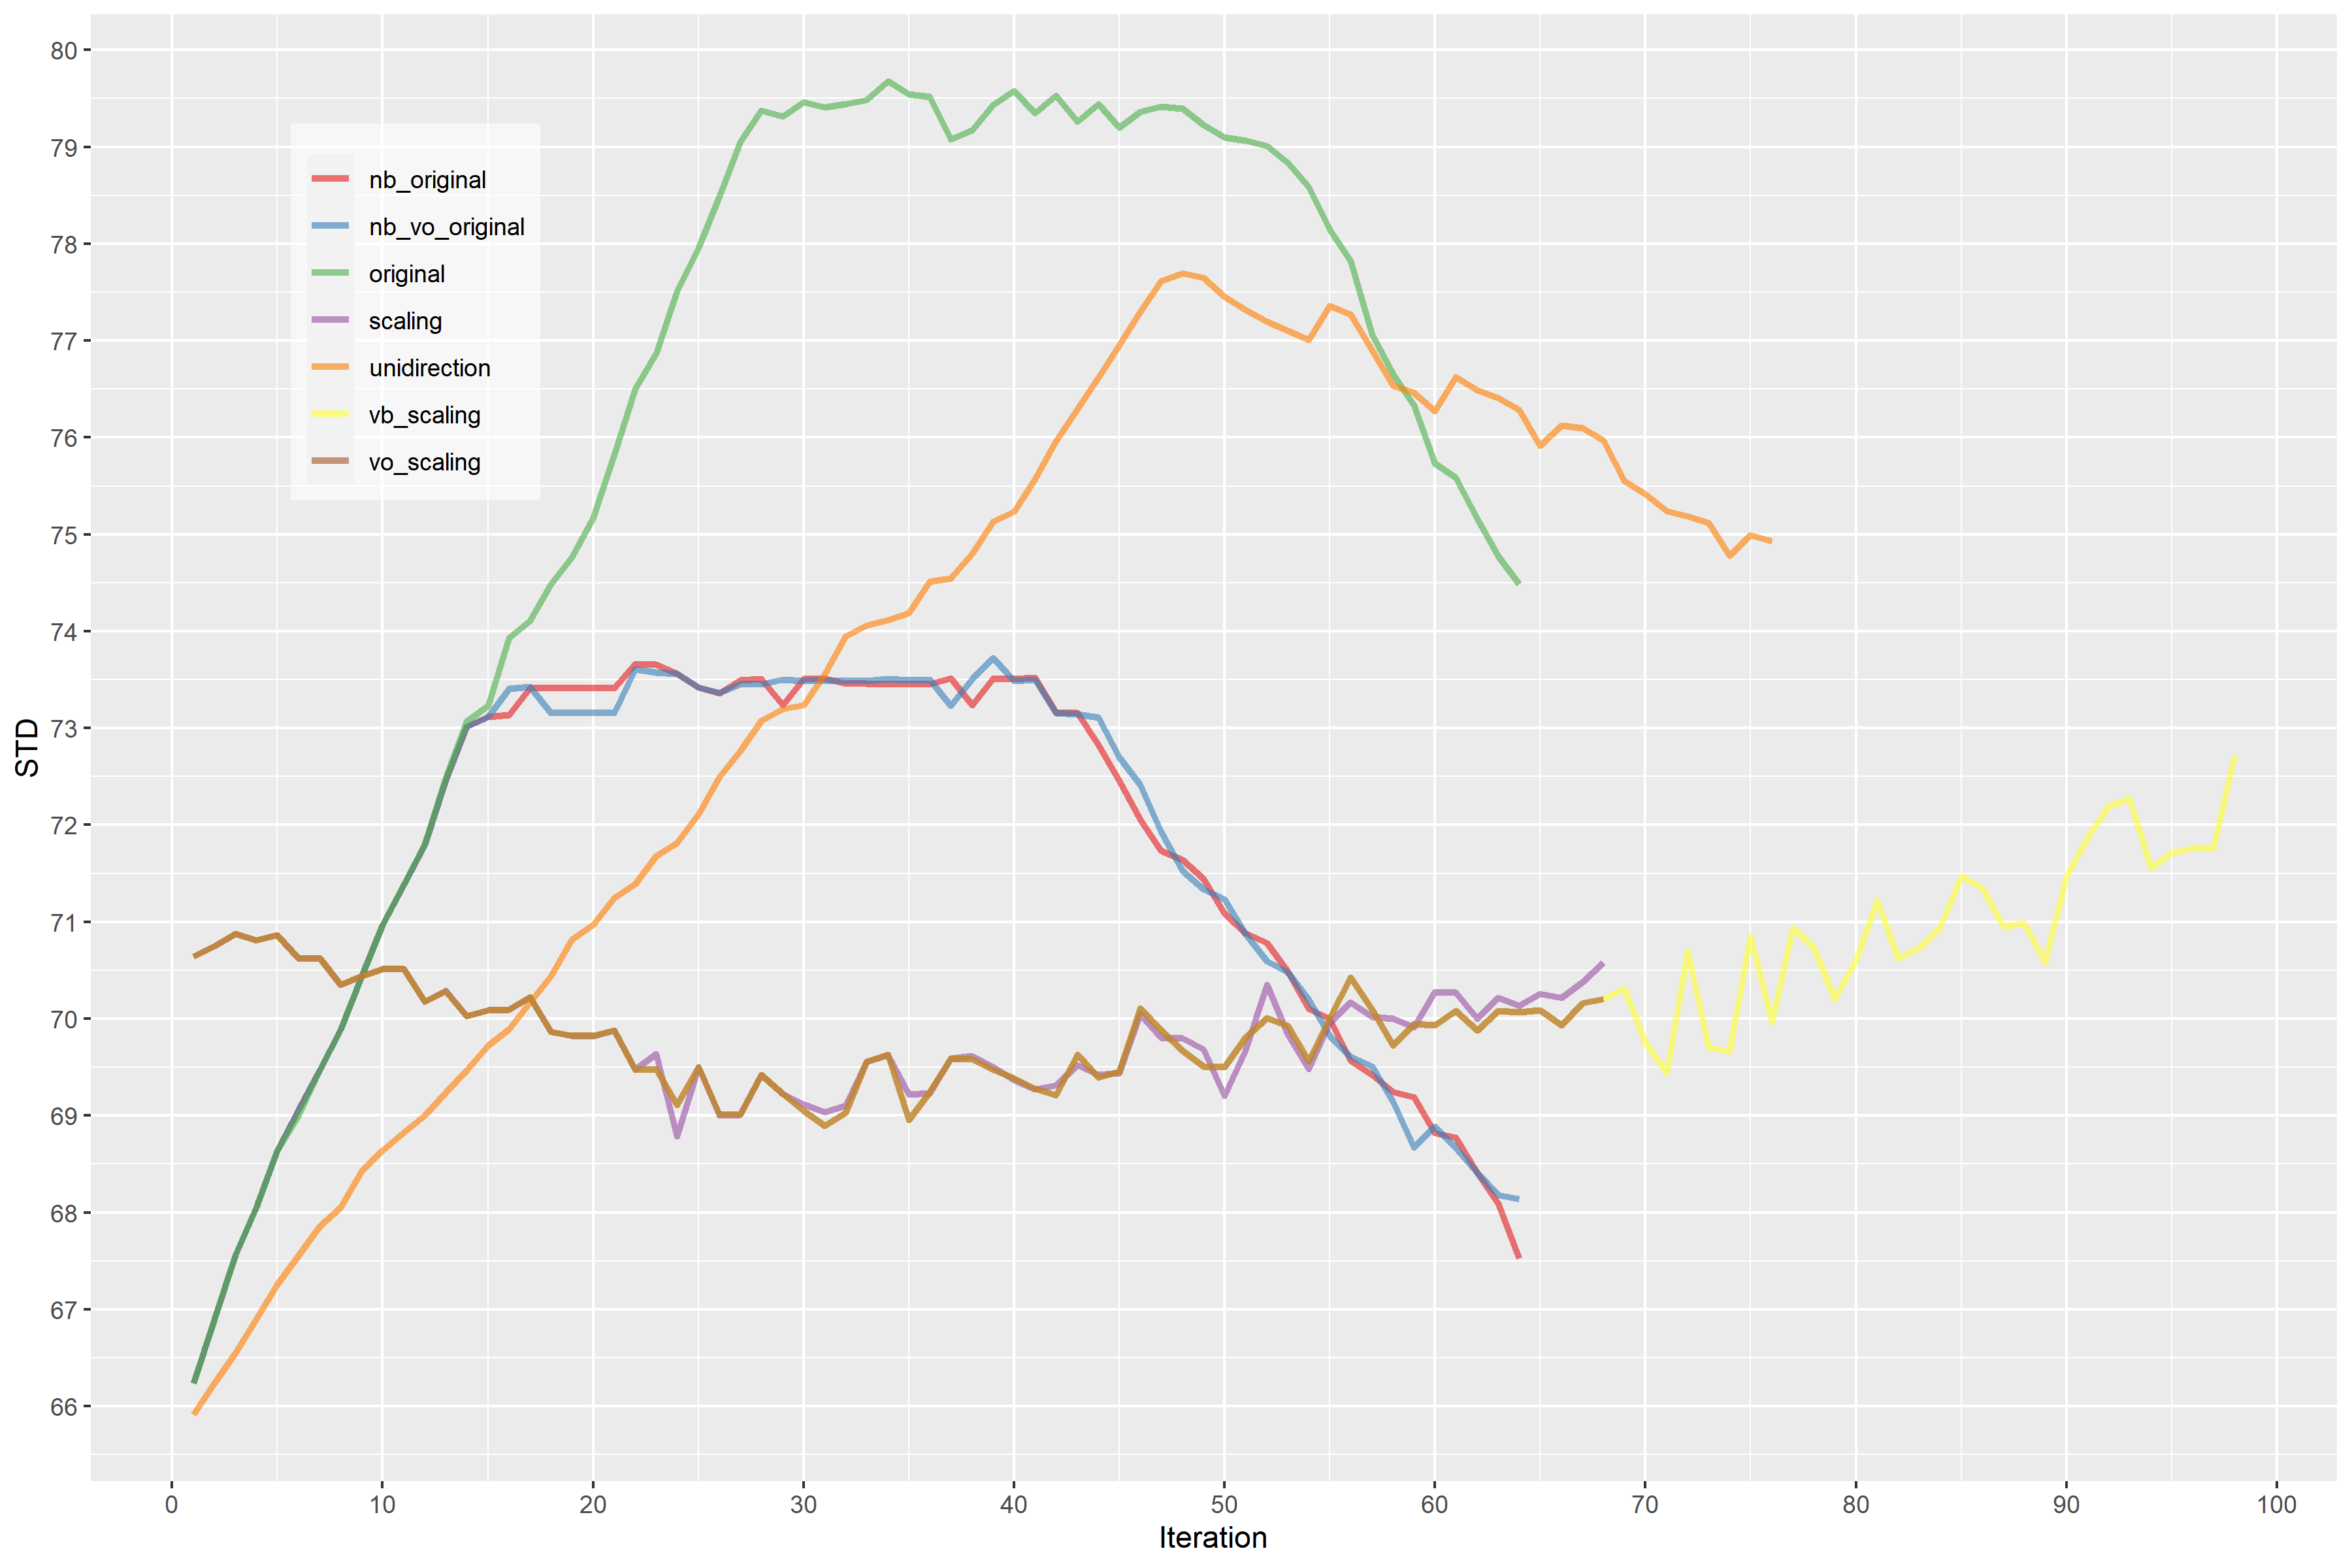 80
79
78
77
76
75
74
73
72
71
70
69
68
67
66
STD
nb_original
nb_vo_original
original
scaling
unidirection
vb_scaling
vo_scaling
0 10 20 30 40 50 60 70 80 90 100
Iteration